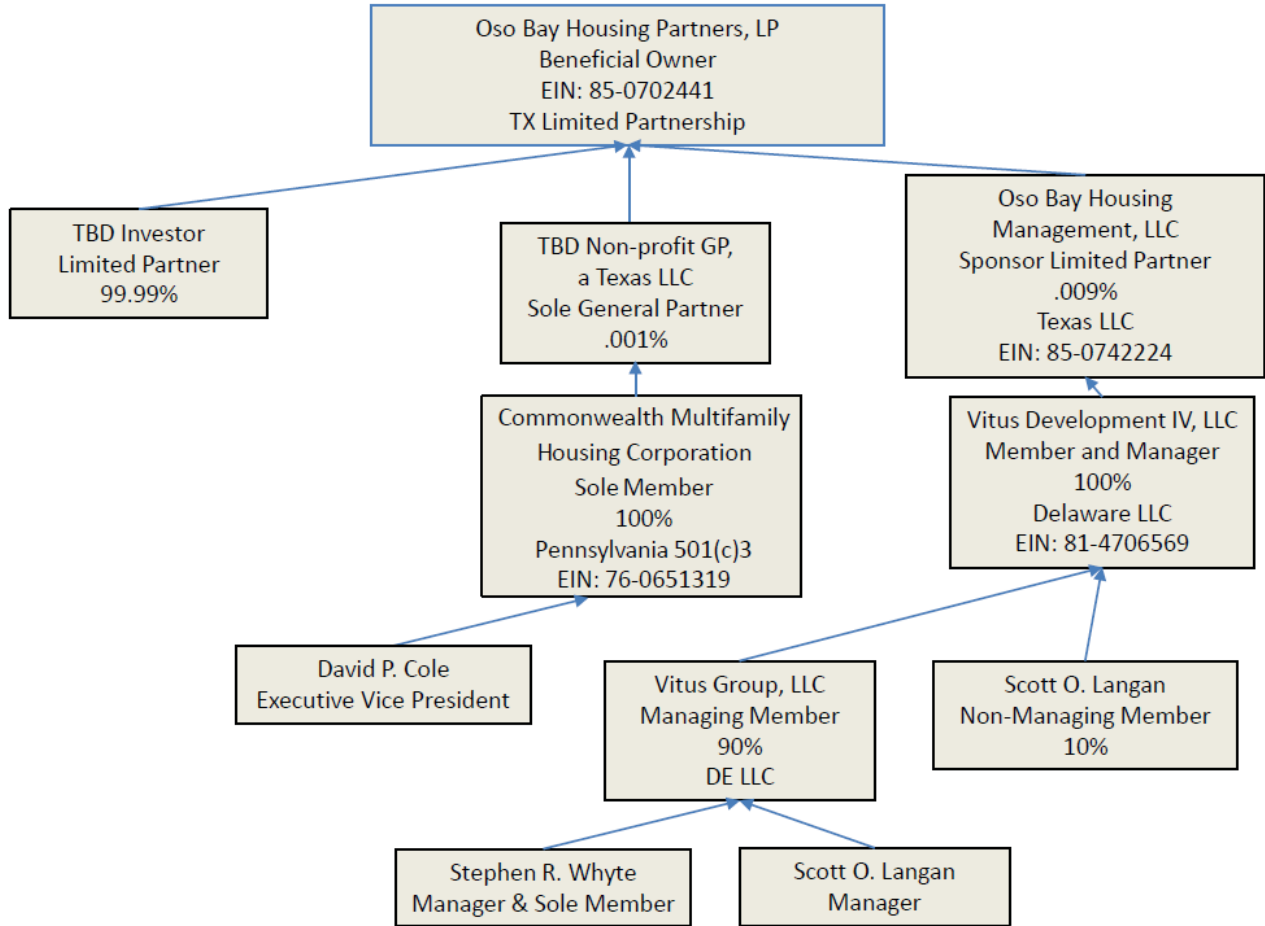 Oso Bay Housing Partners, LP
Beneficial Owner
EIN: 85-0702441
TX Limited Partnership
TBD Investor
Limited Partner
99.99%
TBD Non-profit GP,
a Texas LLC
Sole General Partner
.001%
Oso Bay Housing
Management, LLC
Sponsor Limited Partner
.009%
Texas LLC
EIN: 85-0742224
Commonwealth Multifamily
Housing Corporation
Sole Member
100%
Pennsylvania 501(c)3
EIN: 76-0651319
Vitus Development IV, LLC
Member and Manager
100%
Delaware LLC
EIN: 81-4706569
David P. Cole
Executive Vice President
Vitus Group, LLC
Managing Member
90%
DE LLC
Scott O. Langan
Non-Managing Member
10%
Stephen R. Whyte
Manager & Sole Member
Scott O. Langan
Manager